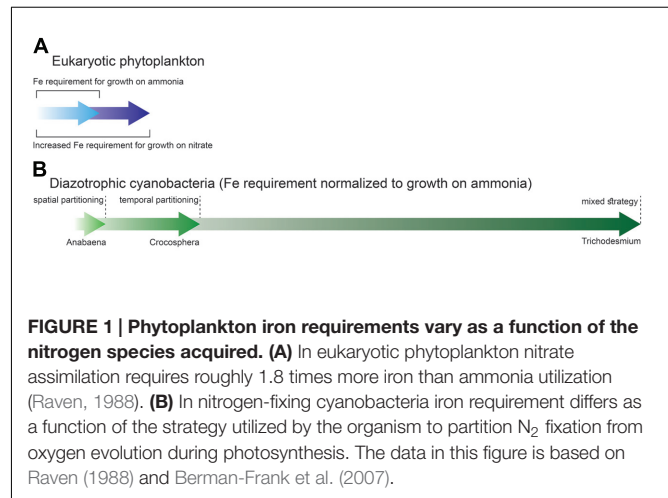 A
Eukaryotic phytoplankton
Fe requirement for growth on ammonia
Increased Fe requirement for growth on nitrate
B
Diazotrophic cyanobacteria (Fe requirement normalized to growth on ammonia)
spatial partitioning temporal partitioning mixed strategy
Anabaena Crocosphera Trichodesmium
FIGURE 1 | Phytoplankton iron requirements vary as a function of the
nitrogen species acquired. (A) In eukaryotic phytoplankton nitrate
assimilation requires roughly 1.8 times more iron than ammonia utilization
(Raven, 1988). (B) In nitrogen-fixing cyanobacteria iron requirement differs as
a function of the strategy utilized by the organism to partition N₂ fixation from
oxygen evolution during photosynthesis. The data in this figure is based on
Raven (1988) and Berman-Frank et al. (2007).